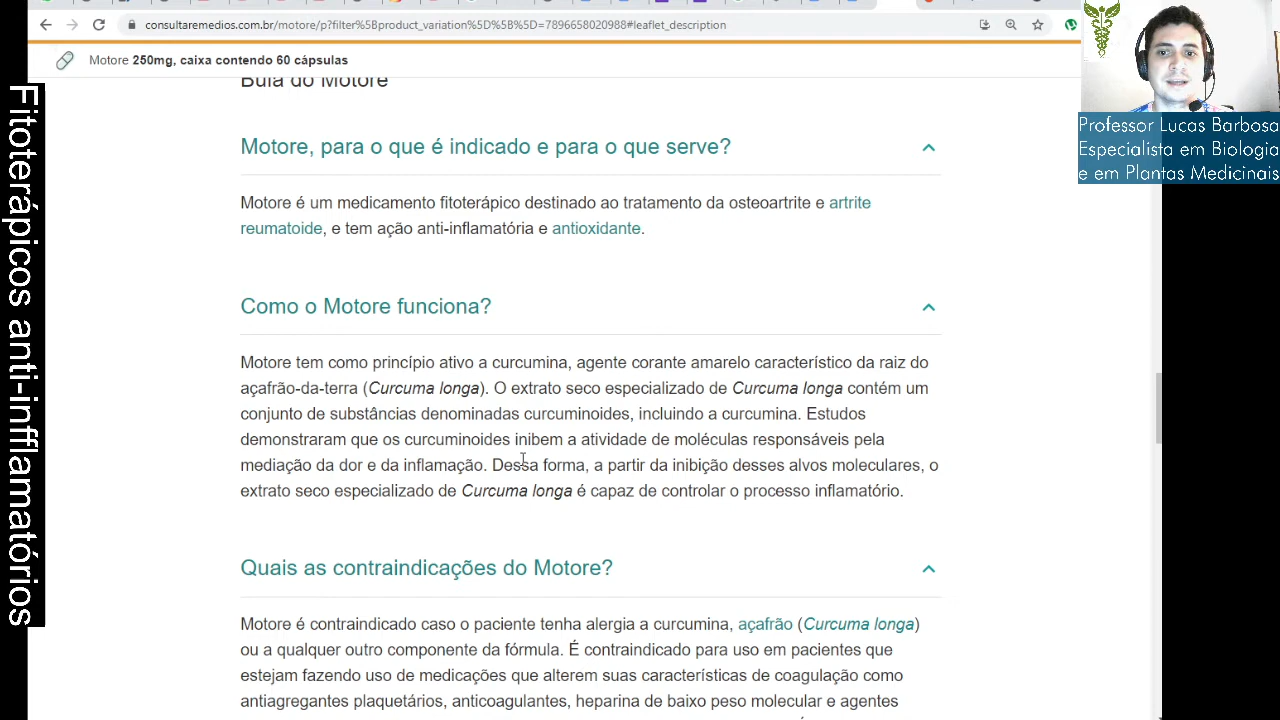 consultaremedios.com.br/motore/p?filter%5Bproduct_variation%5D%5B%5D=7896658020988#leaflet_description
Motore 250mg, caixa contendo 60 cápsulas
Bula do Motore
Motore, para o que é indicado e para o que serve?
Motore é um medicamento fitoterápico destinado ao tratamento da osteoartrite e artrite
reumatoide, e tem ação anti-inflamatória e antioxidante.
Como o Motore funciona?
Motore tem como princípio ativo a curcumina, agente corante amarelo característico da raiz do
açafrão-da-terra (Curcuma longa). O extrato seco especializado de Curcuma longa contém um
conjunto de substâncias denominadas curcuminoides, incluindo a curcumina. Estudos
demonstraram que os curcuminoides inibem a atividade de moléculas responsáveis pela
mediação da dor e da inflamação. Dessa forma, a partir da inibição desses alvos moleculares, o
extrato seco especializado de Curcuma longa é capaz de controlar o processo inflamatório.
Quais as contraindicações do Motore?
Motore é contraindicado caso o paciente tenha alergia a curcumina, açafrão (Curcuma longa)
ou a qualquer outro componente da fórmula. É contraindicado para uso em pacientes que
estejam fazendo uso de medicações que alterem suas características de coagulação como
antiagregantes plaquetários, anticoagulantes, heparina de baixo peso molecular e agentes
Professor Lucas Barbosa
Especialista em Biologia
e em Plantas Medicinais
Fitoterápicos anti-infflamatórios